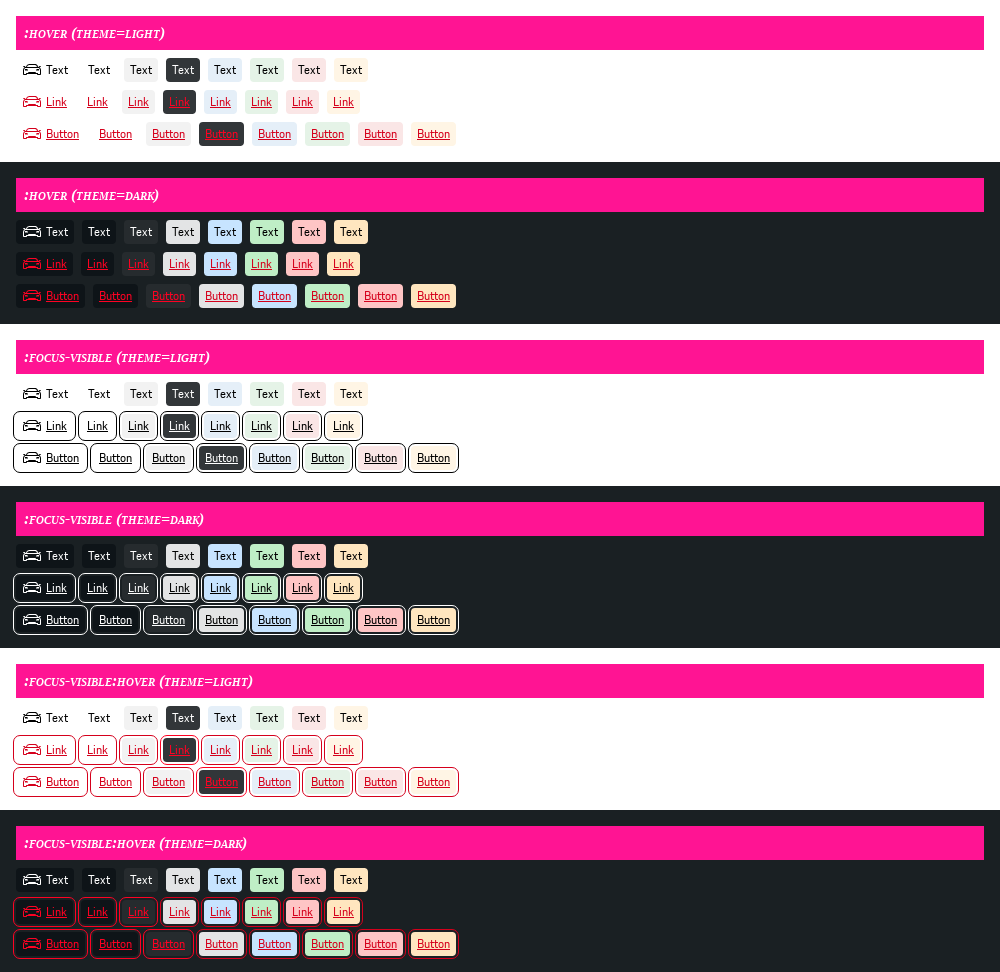 :HOVER (THEME=LIGHT)
Text Text Text Text Text Text Text Text
Link Link Link Link Link Link Link Link
Button Button Button Button Button Button Button Button
:HOVER (THEME=DARK)
Text Text Text Text Text Text Text Text
Link Link Link Link Link Link Link Link
Button Button Button Button Button Button Button Button
:FOCUS-VISIBLE (THEME=LIGHT)
Text Text Text Text Text Text Text Text
Link Link Link Link Link Link Link Link
Button Button Button Button Button Button Button Button
:FOCUS-VISIBLE (THEME=DARK)
Text Text Text Text Text Text Text Text
Link Link Link Link Link Link Link Link
Button Button Button Button Button Button Button Button
:FOCUS-VISIBLE:HOVER (THEME=LIGHT)
Text Text Text Text Text Text Text Text
Link Link Link Link Link Link Link Link
Button Button Button Button Button Button Button Button
:FOCUS-VISIBLE:HOVER (THEME=DARK)
Text Text Text Text Text Text Text Text
Link Link Link Link Link Link Link Link
Button Button Button Button Button Button Button Button